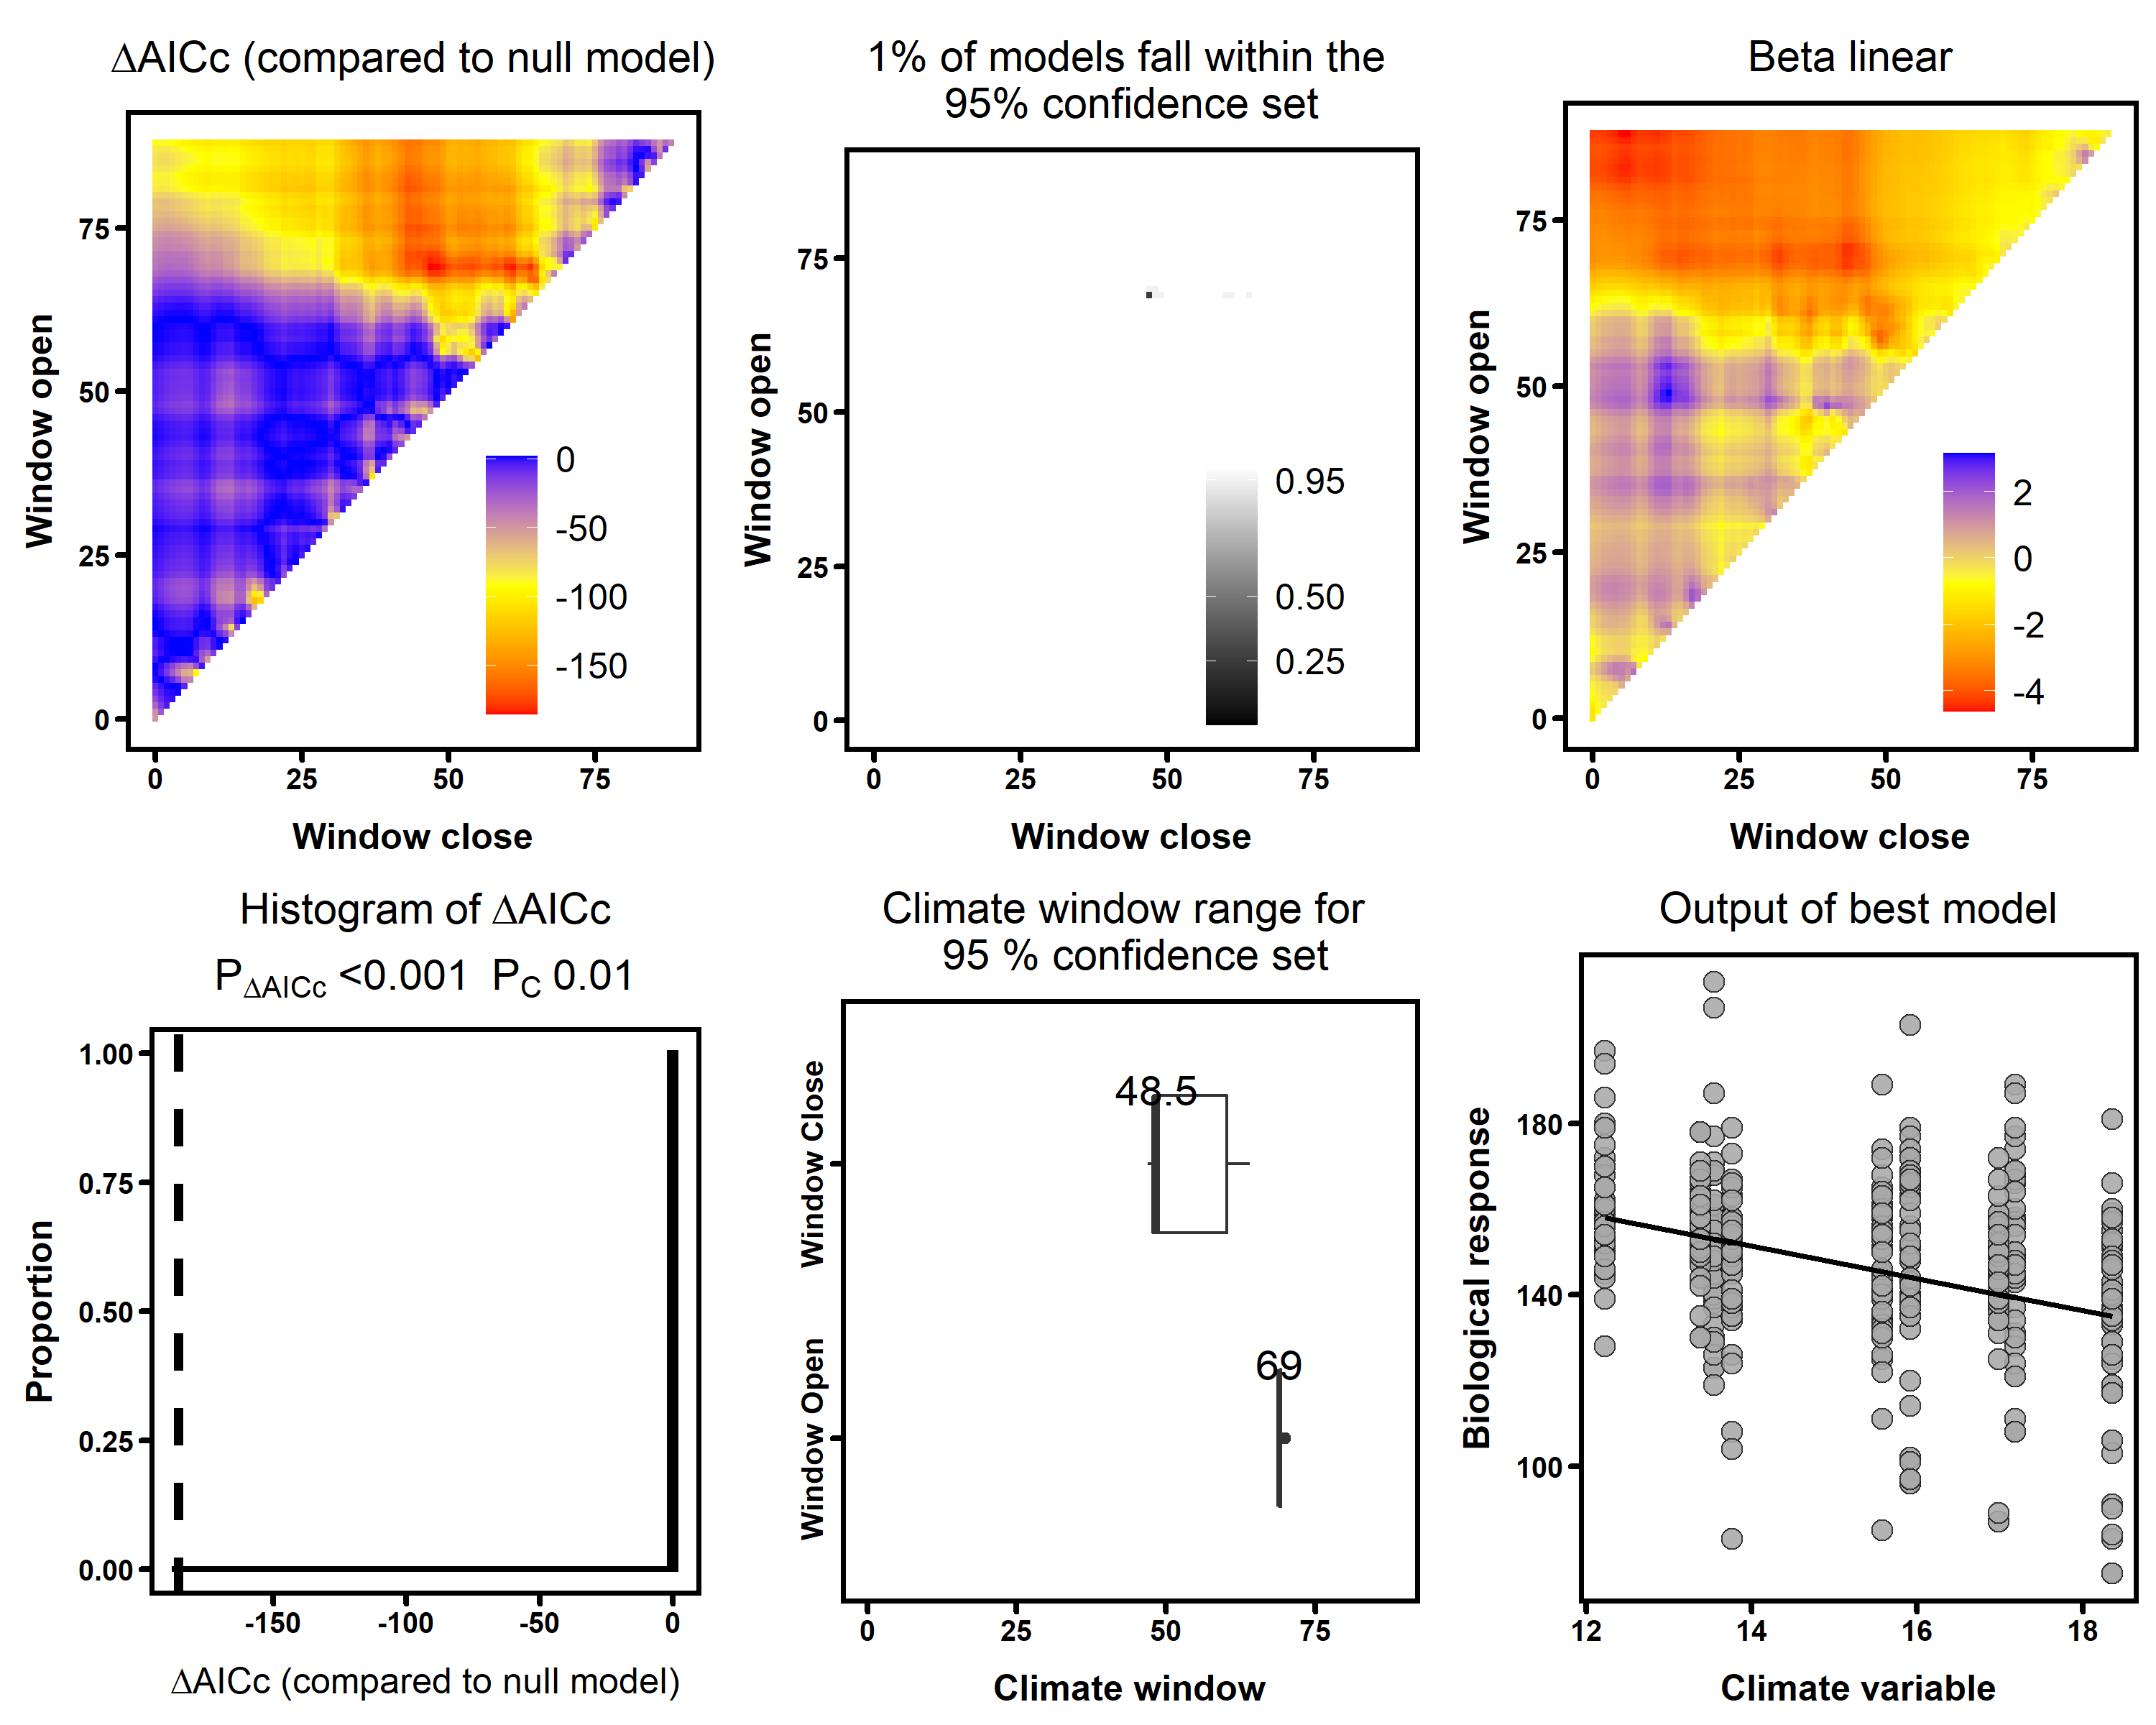 ΔAICc (compared to null model)
Window open
75
50
25
0
0
-50
-100
-150
0 25 50 75
Window close
1% of models fall within the
95% confidence set
Window open
75
50
25
0
0.95
0.50
0.25
0 25 50 75
Window close
Beta linear
Window open
75
50
25
0
2
0
-2
-4
0 25 50 75
Window close
Histogram of ΔAICc
PΔAICc <0.001 PC 0.01
Proportion
1.00
0.75
0.50
0.25
0.00
-150 -100 -50 0
ΔAICc (compared to null model)
Climate window range for
95 % confidence set
Window Close
48.5
Window Open
69
0 25 50 75
Climate window
Output of best model
Biological response
180
140
100
12 14 16 18
Climate variable